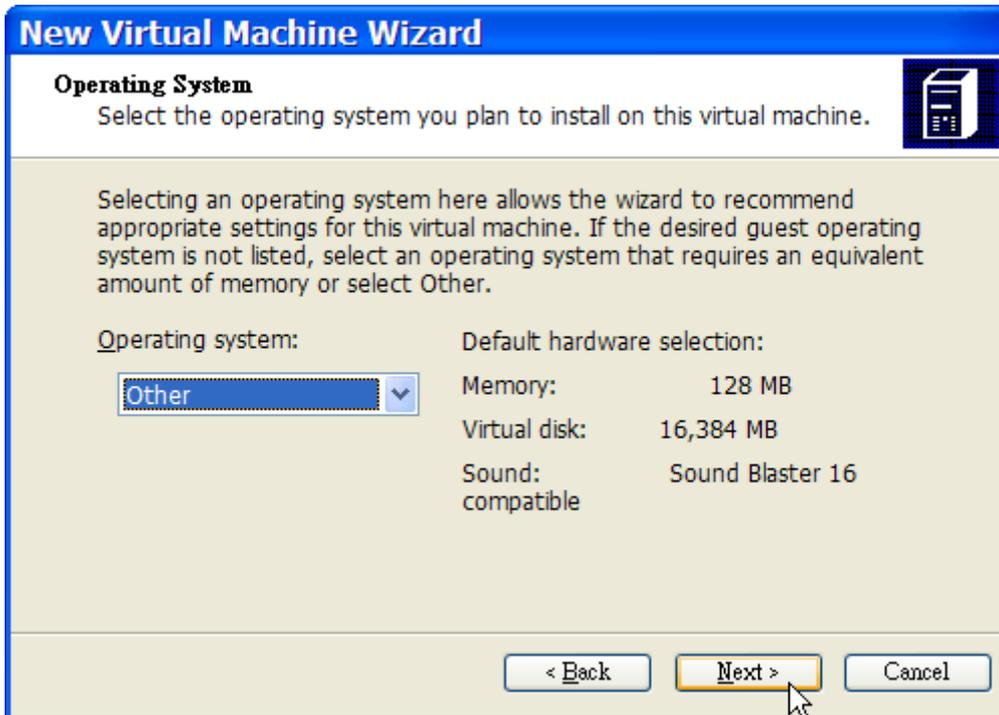 New Virtual Machine Wizard
Operating System
Select the operating system you plan to install on this virtual machine.
Selecting an operating system here allows the wizard to recommend
appropriate settings for this virtual machine. If the desired guest operating
system is not listed, select an operating system that requires an equivalent
amount of memory or select Other.
Operating system:
Other
Default hardware selection:
Memory: 128 MB
Virtual disk: 16,384 MB
Sound: Sound Blaster 16
compatible
< Back Next > Cancel